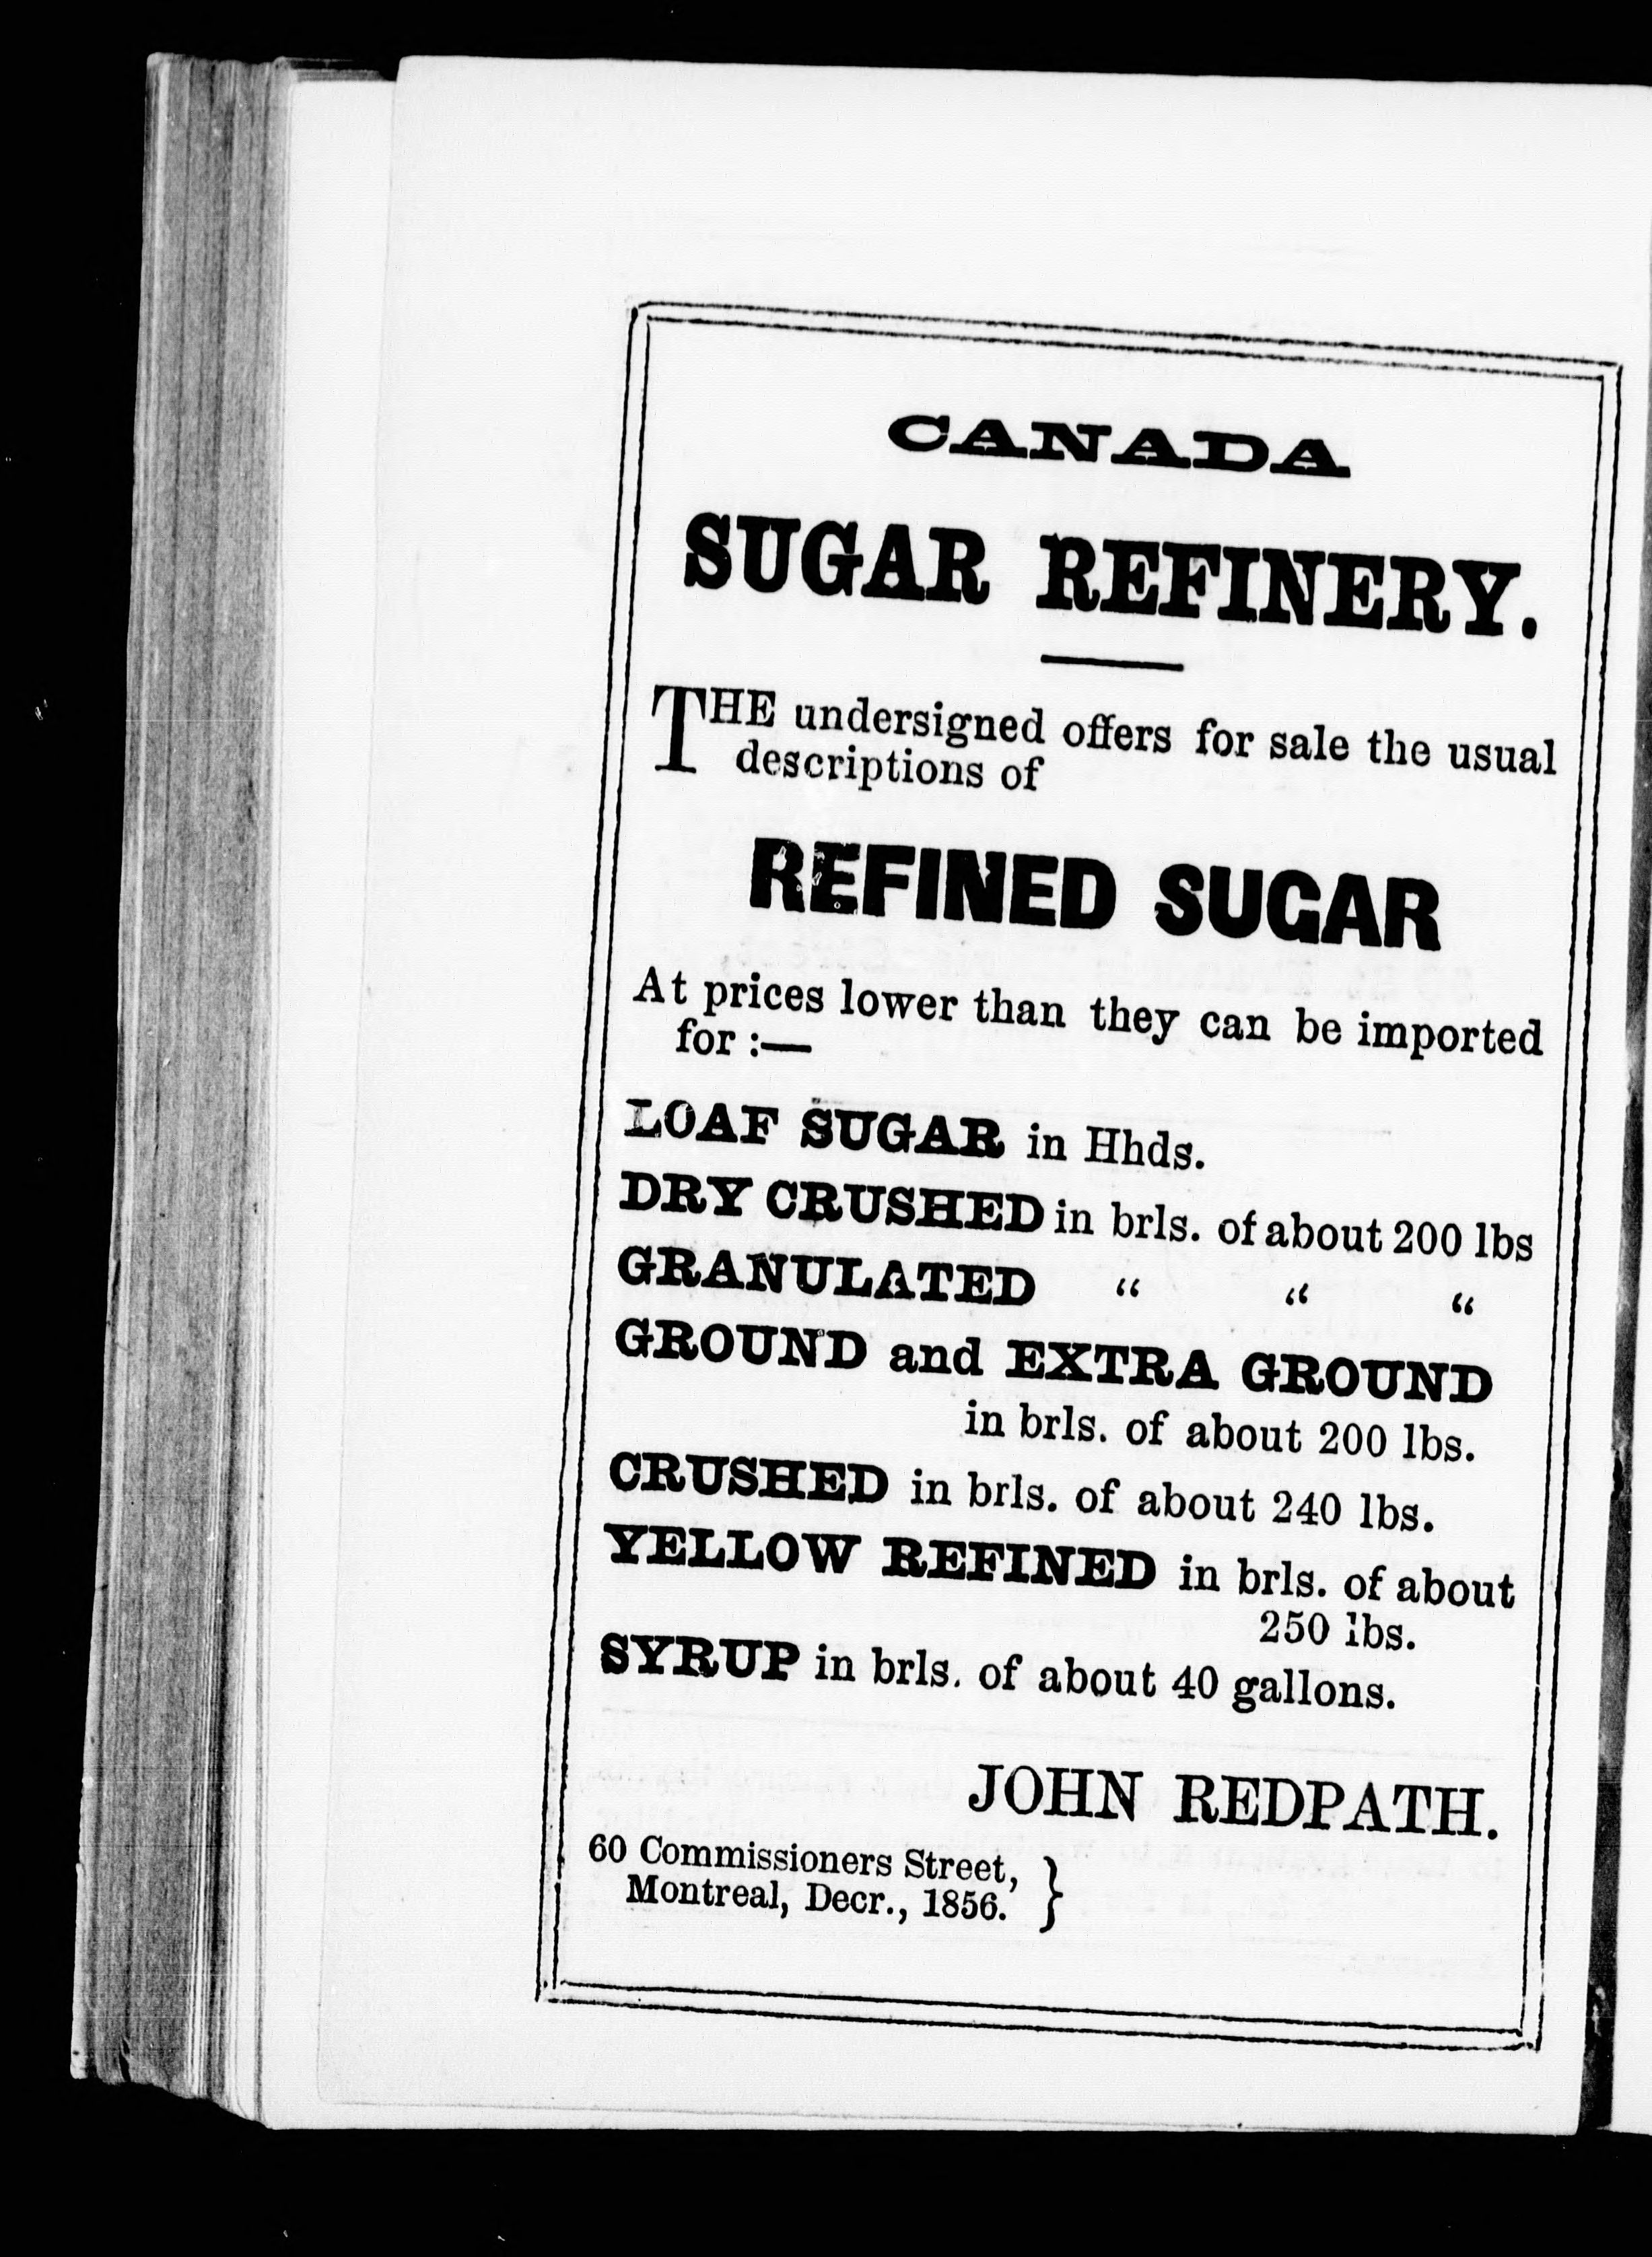 CANADA
SUGAR REFINERY.
THE undersigned offers for sale the usual
descriptions of
REFINED SUGAR
At prices lower than they can be imported
for :—
LOAF SUGAR in Hhds.
DRY CRUSHED in brls. of about 200 lbs
GRANULATED “ “ “
GROUND and EXTRA GROUND
in brls. of about 200 lbs.
CRUSHED in brls. of about 240 lbs.
YELLOW REFINED in brls. of about
250 lbs.
SYRUP in brls. of about 40 gallons.
JOHN REDPATH.
60 Commissioners Street, }
Montreal, Decr., 1856.